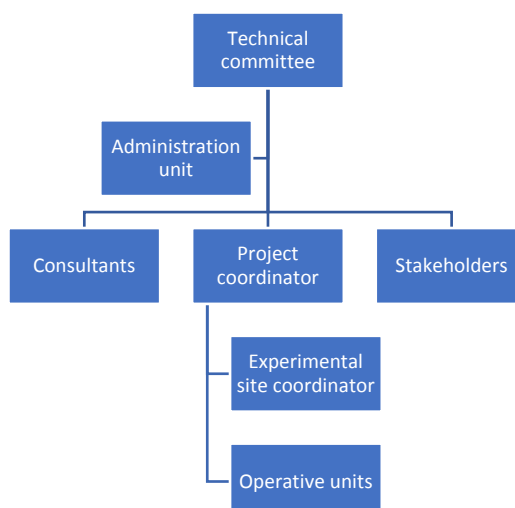 Technical
committee
Administration
unit
Consultants
Project
coordinator
Stakeholders
Experimental
site coordinator
Operative units